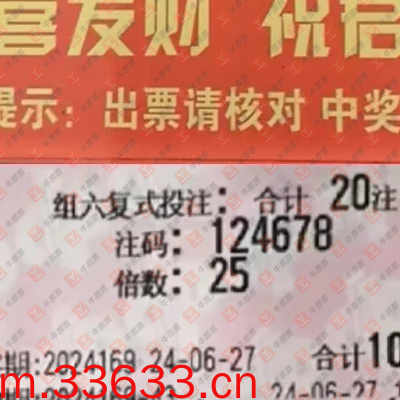 喜发财 祝君
提示：出票请核对 中奖
组六复式投注：合计 20注
注码：124678
倍数：25
期:2024169 24-06-27 合计10
m.33633.cn
24-06-27